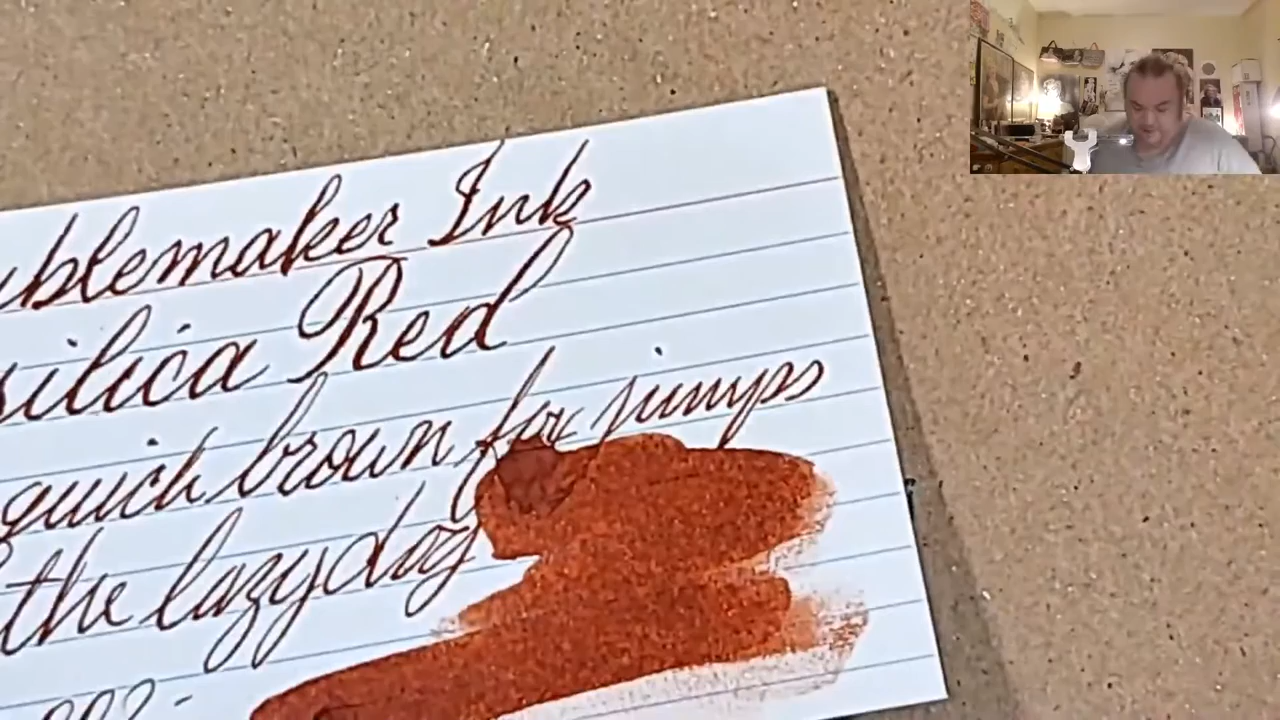 ublemaker Ink
silica Red
quick brown fox jumps
the lazy dog